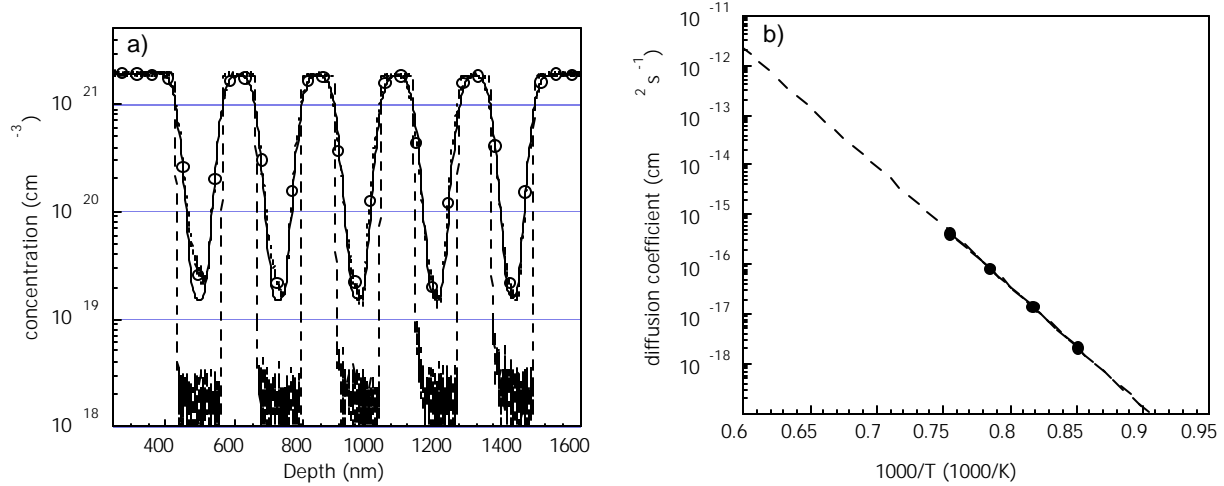 a)
10 21
10 20
10 19
10 18
concentration (cm -3 )
400 600 800 1000 1200 1400 1600
Depth (nm)
b)
10 -11
10 -12
10 -13
10 -14
10 -15
10 -16
10 -17
10 -18
diffusion coefficient (cm 2 s -1
0.6 0.65 0.7 0.75 0.8 0.85 0.9 0.95
1000/T (1000/K)